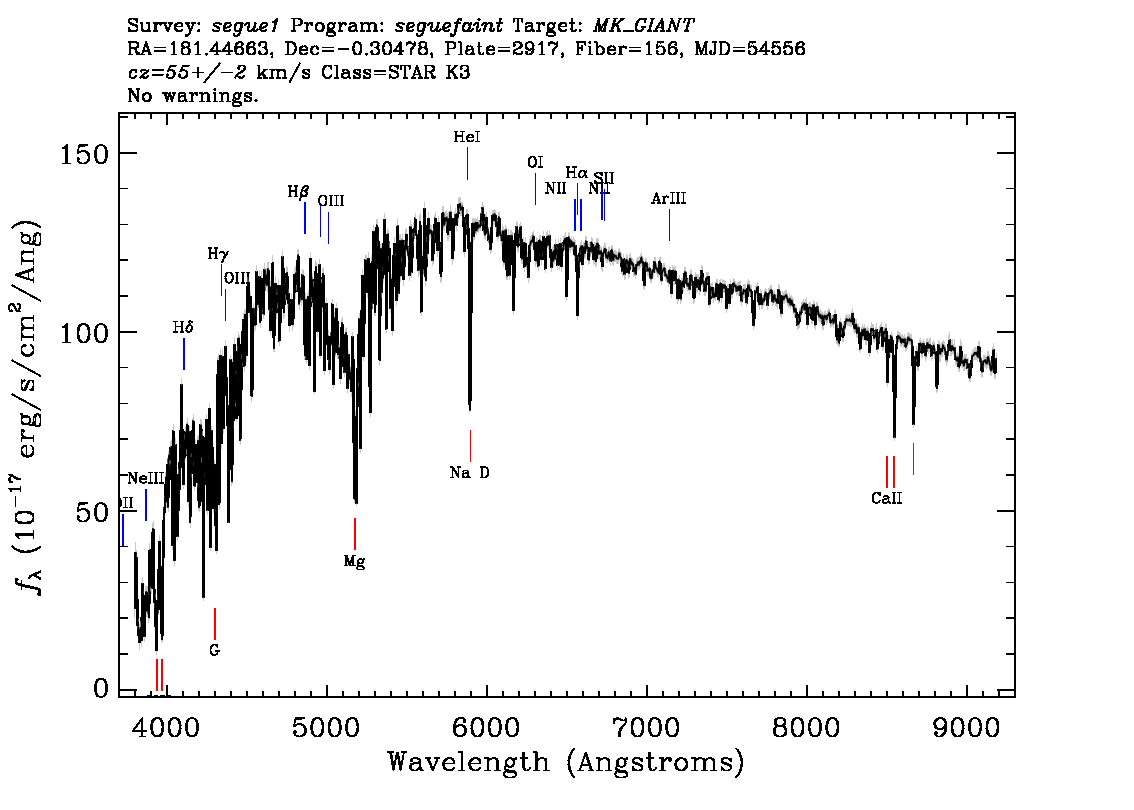 Survey: segue1 Program: seguefaint Target: MK_GIANT
RA=181.44663, Dec=-0.30478, Plate=2917, Fiber=156, MJD=54556
cz=55+/-2 km/s Class=STAR K3
No warnings.
HeI
OI
Hα
SII
NII
NII
Hβ
OIII
ArIII
Hγ
OIII
Hδ
NeIII
Na D
CaII
Mg
G
150
100
50
0
4000 5000 6000 7000 8000 9000
Wavelength (Angstroms)
f_λ (10⁻¹⁷ erg/s/cm²/Ang)